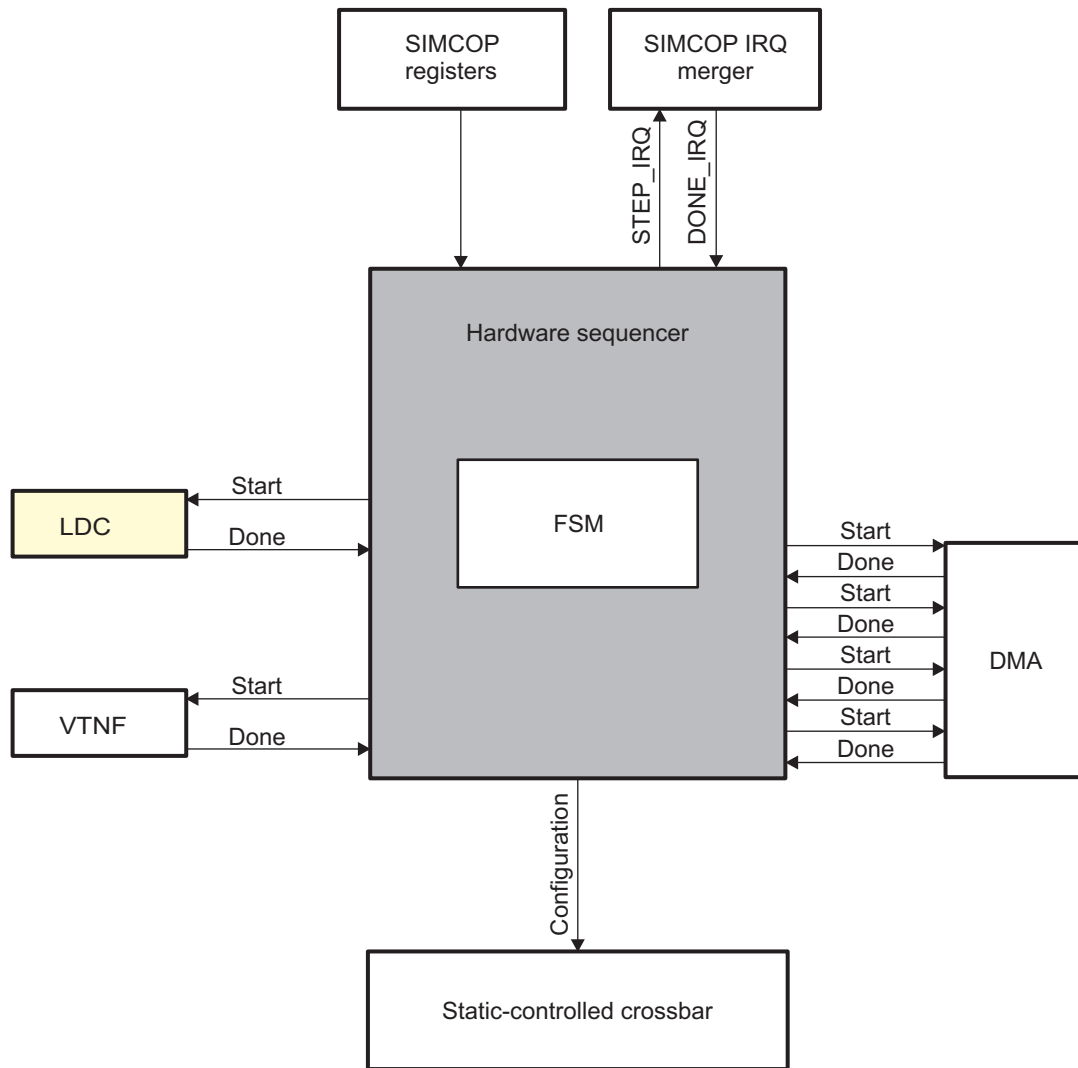 SIMCOP
registers
SIMCOP IRQ
merger
STEP_IRQ
DONE_IRQ
Hardware sequencer
FSM
LDC
Start
Done
VTNF
Start
Done
Start
Done
Start
Done
Start
Done
Start
Done
DMA
Configuration
Static-controlled crossbar